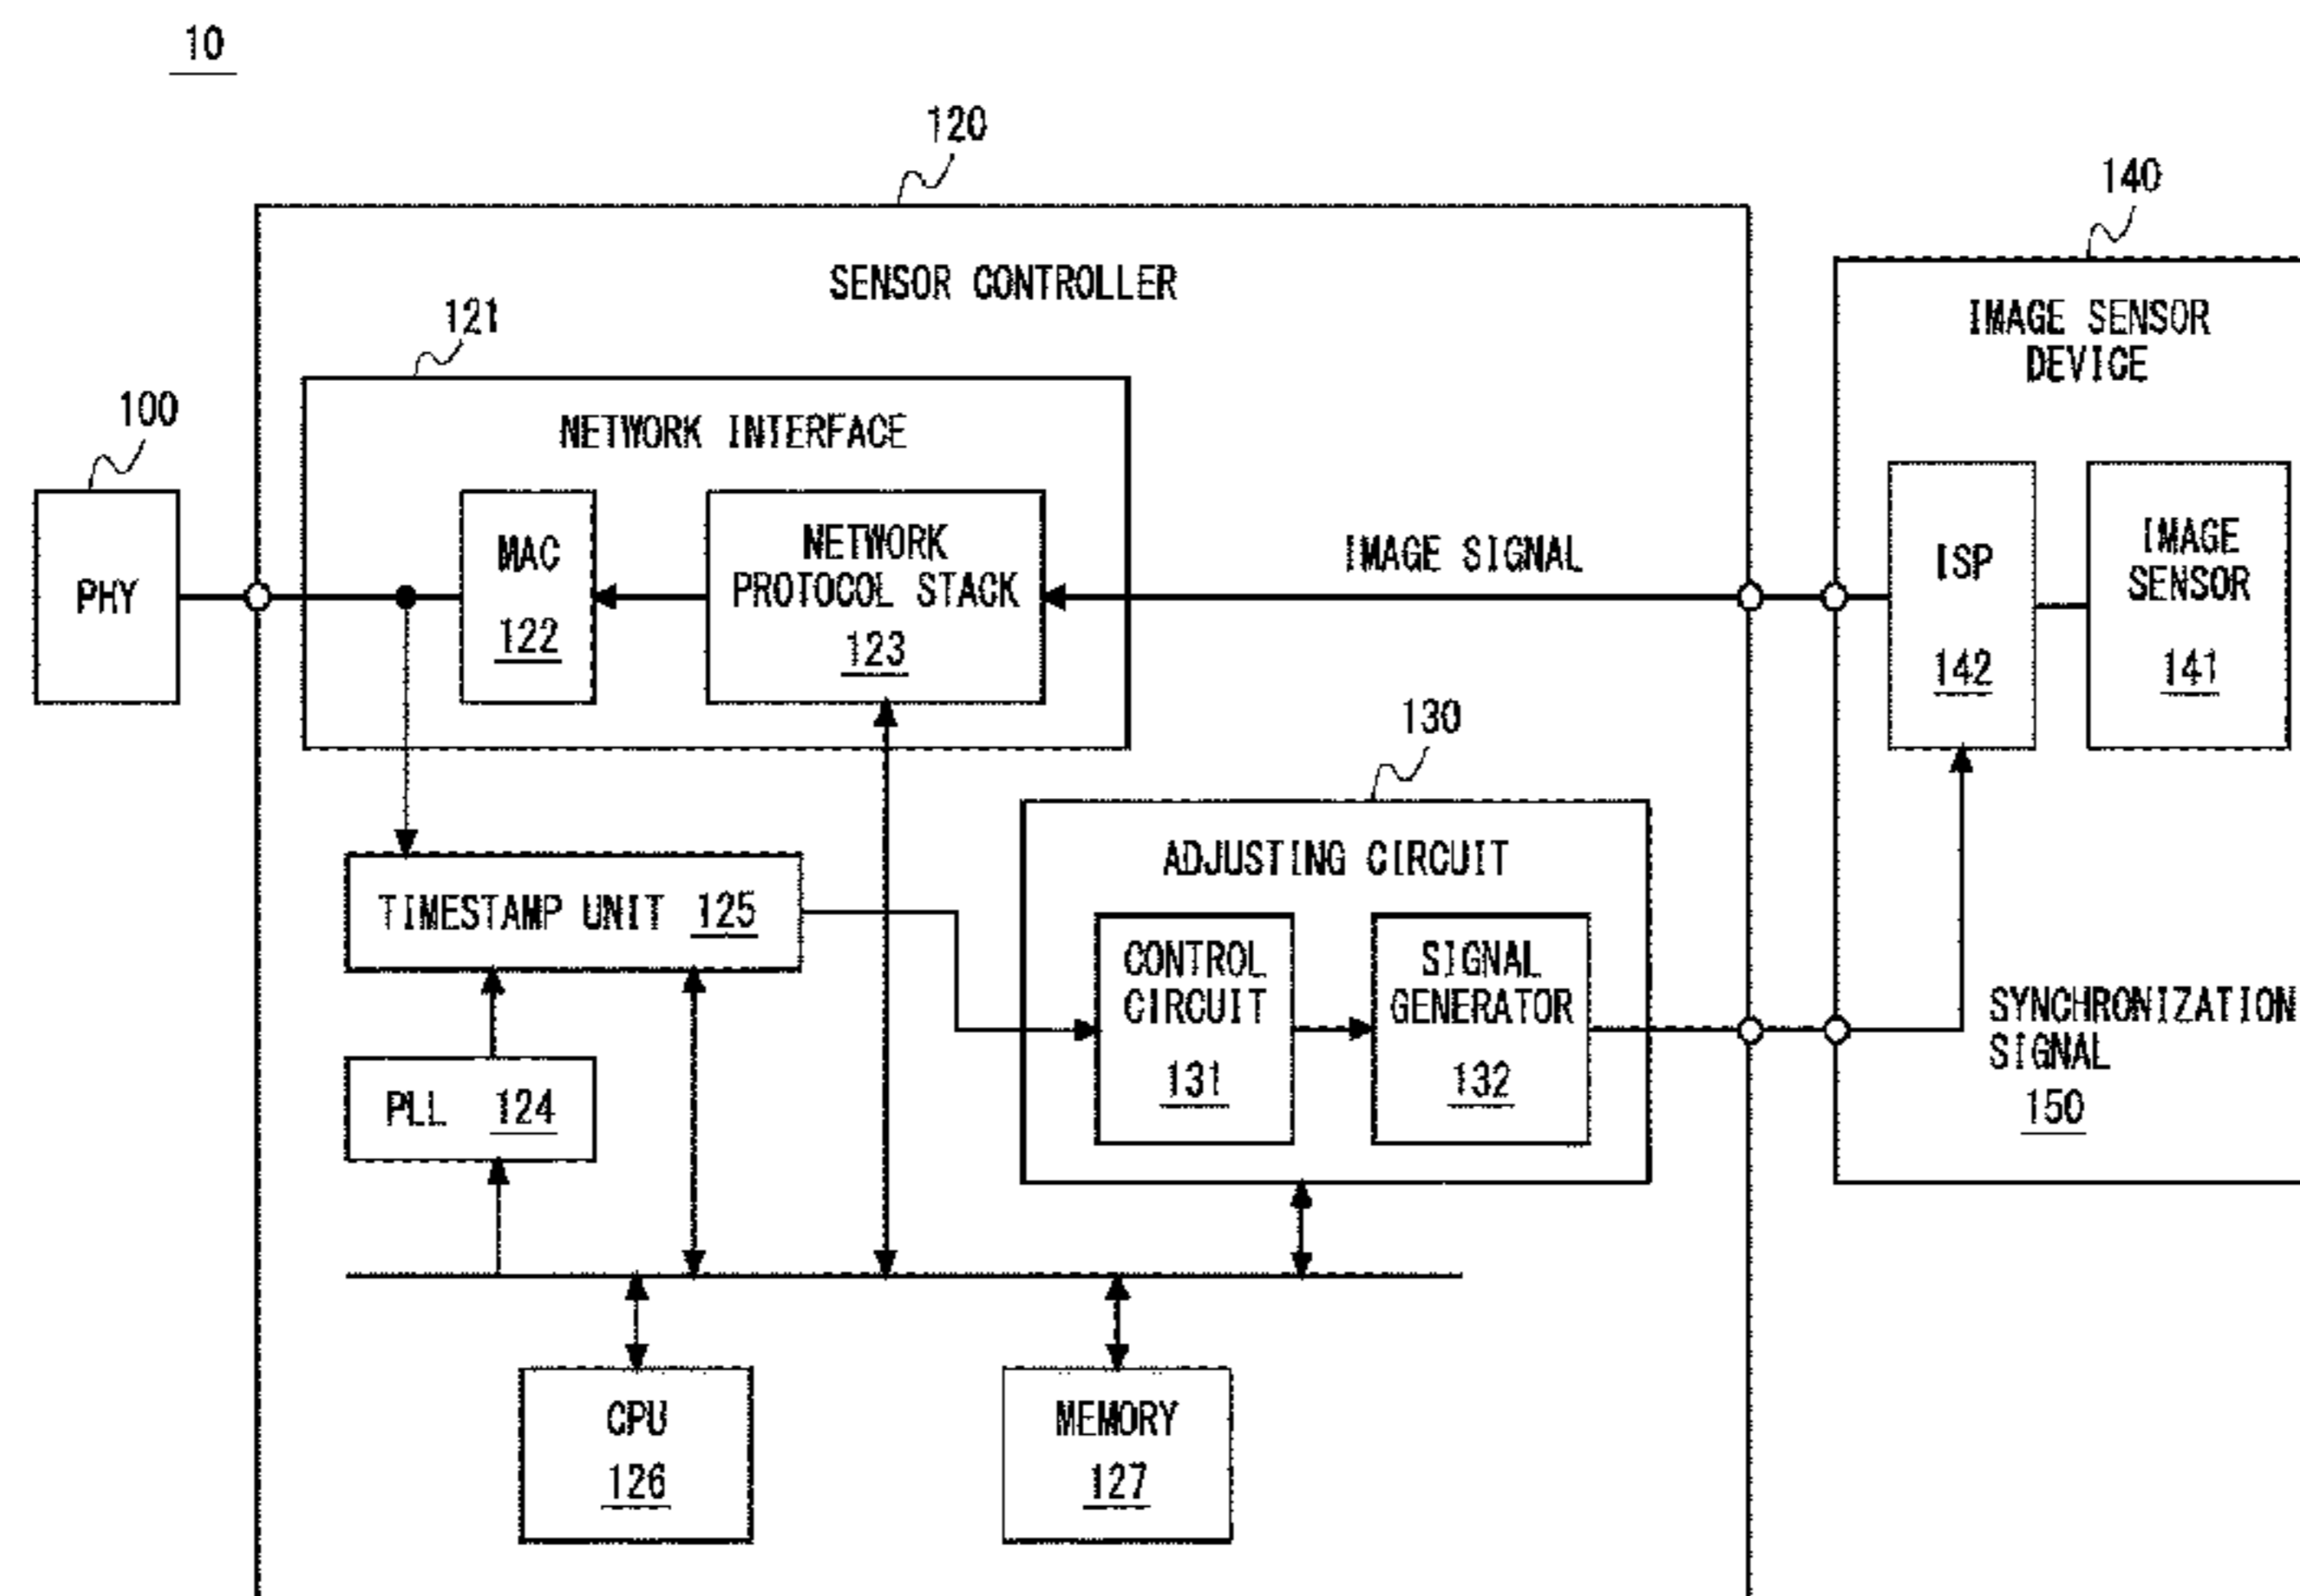 10
120
140
SENSOR CONTROLLER
121
IMAGE SENSOR
DEVICE
100
NETWORK INTERFACE
PHY
MAC
122
NETWORK
PROTOCOL STACK
123
IMAGE SIGNAL
ISP
142
IMAGE
SENSOR
141
130
ADJUSTING CIRCUIT
TIMESTAMP UNIT 125
CONTROL
CIRCUIT
131
SIGNAL
GENERATOR
132
SYNCHRONIZATION
SIGNAL
150
PLL 124
CPU
126
MEMORY
127